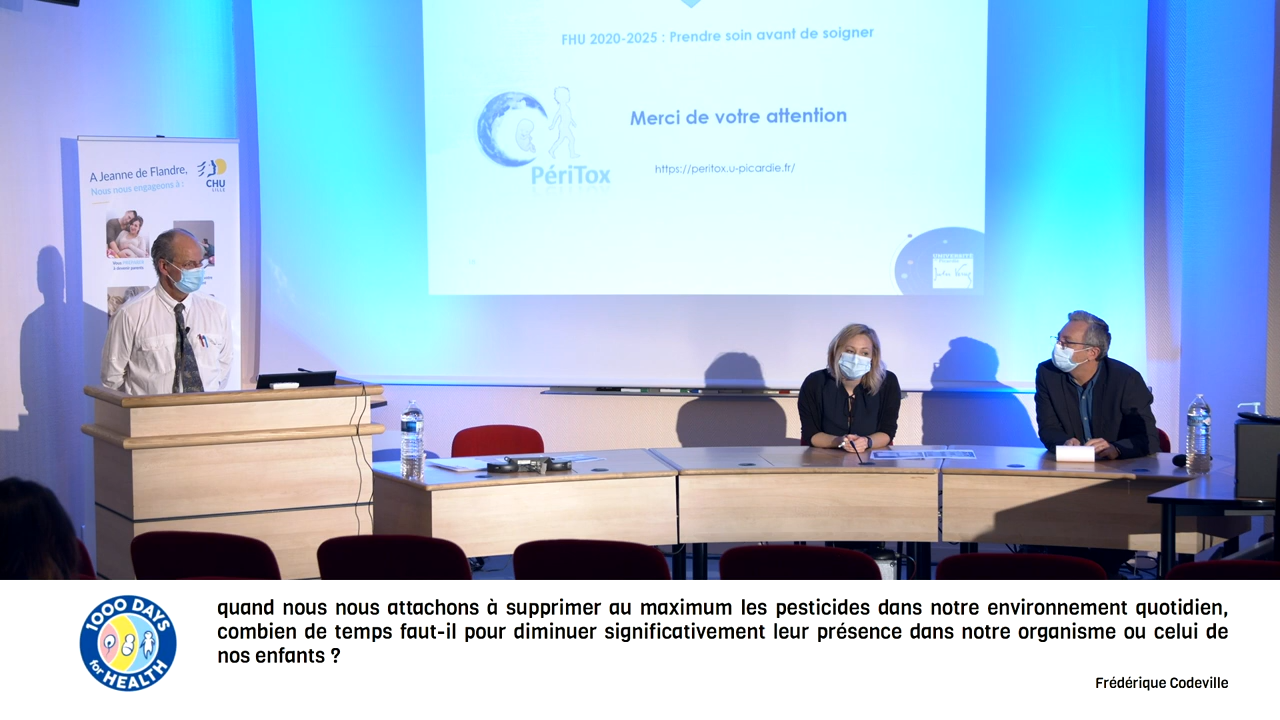 FHU 2020-2025 : Prendre soin avant de soigner
Merci de votre attention
https://peritox.u-picardie.fr/
PériTox
A Jeanne de Flandre,
Nous nous engageons à :
CHU
LILLE
UNIVERSITÉ
Jules Verne
1000 DAYS
for HEALTH
quand nous nous attachons à supprimer au maximum les pesticides dans notre environnement quotidien,
combien de temps faut-il pour diminuer significativement leur présence dans notre organisme ou celui de
nos enfants ?
Frédérique Codeville